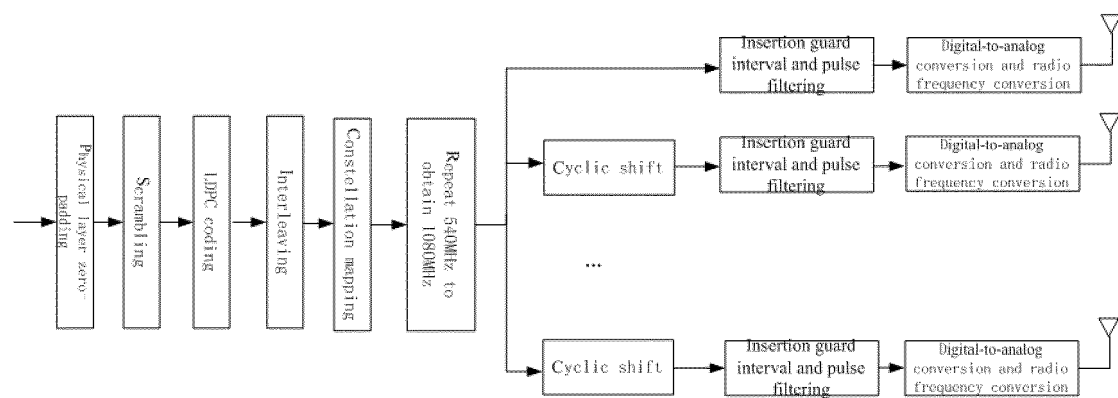 Physical layer zero-
padding
Scrambling
LDPC coding
Interleaving
Constellation mapping
Repeat 540MHz to
obtain 1080MHz
Insertion guard
interval and pulse
filtering
Digital-to-analog
conversion and radio
frequency conversion
Cyclic shift
Insertion guard
interval and pulse
filtering
Digital-to-analog
conversion and radio
frequency conversion
...
Cyclic shift
Insertion guard
interval and pulse
filtering
Digital-to-analog
conversion and radio
frequency conversion